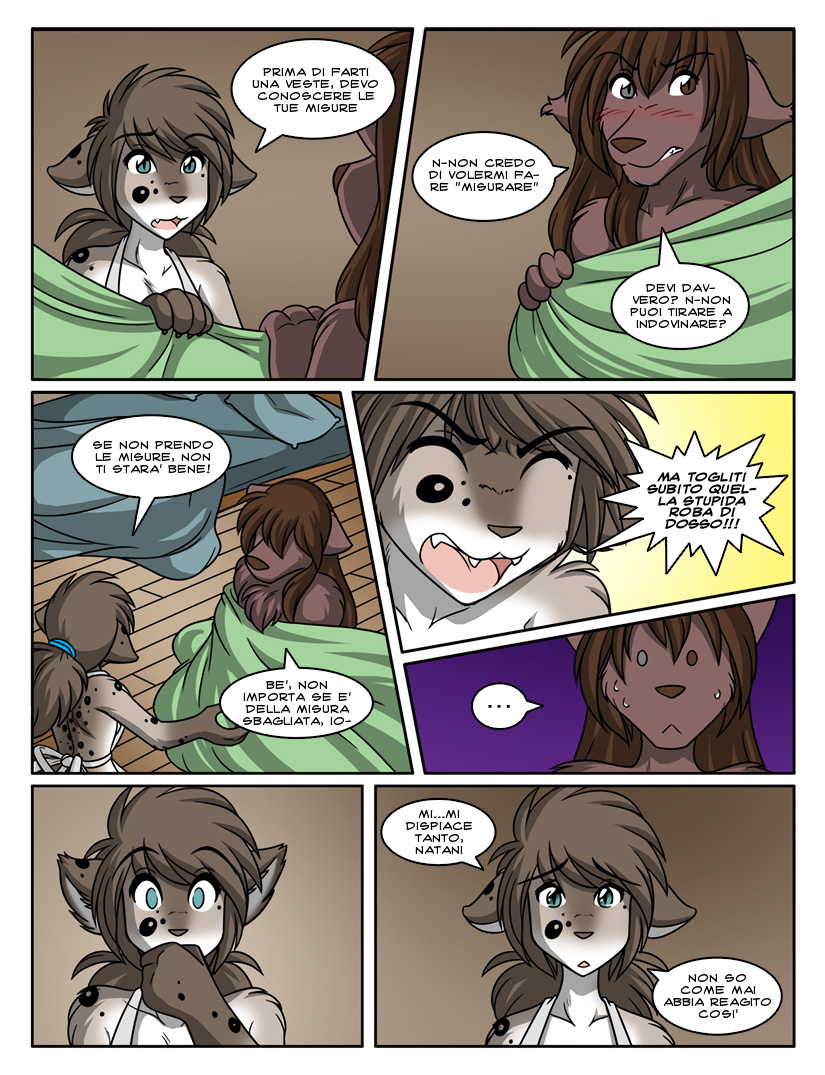 PRIMA DI FARTI
UNA VESTE, DEVO
CONOSCERE LE
TUE MISURE
N-NON CREDO
DI VOLERMI FA-
RE "MISURARE"
DEVI DAV-
VERO? N-NON
PUOI TIRARE A
INDOVINARE?
SE NON PRENDO
LE MISURE, NON
TI STARA' BENE!
BE', NON
IMPORTA SE E'
DELLA MISURA
SBAGLIATA, IO-
MA TOGLITI
SUBITO QUEL-
LA STUPIDA
ROBA DI
DOSSO!!!
...
MI...MI
DISPIACE
TANTO,
NATANI
NON SO
COME MAI
ABBIA REAGITO
COSI'